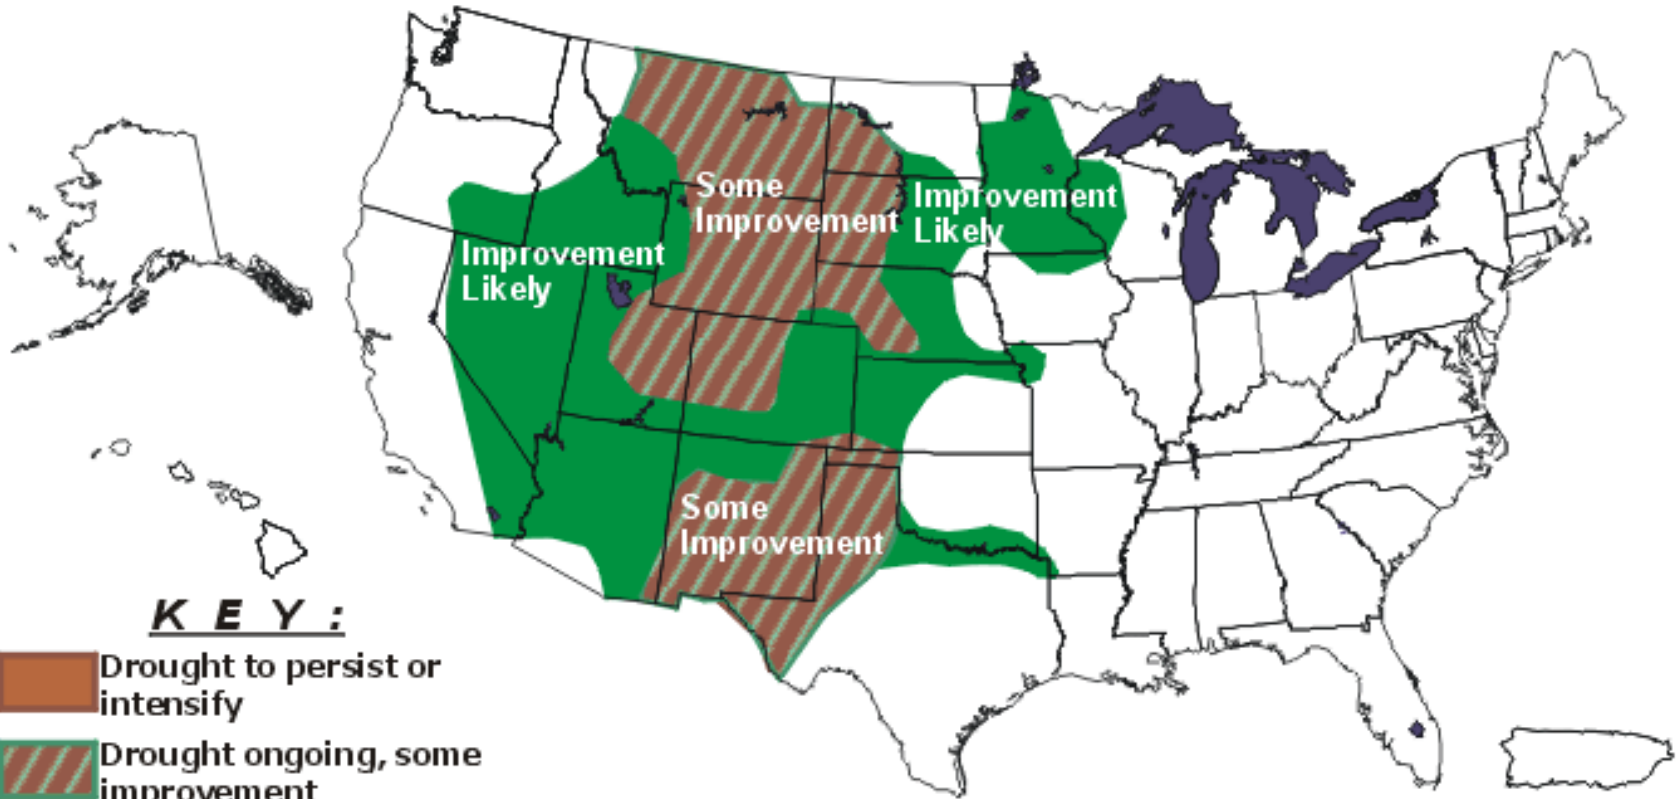 Some
Improvement
Improvement
Likely
Improvement
Likely
Some
Improvement
K E Y :
Drought to persist or
intensify
Drought ongoing, some
improvement